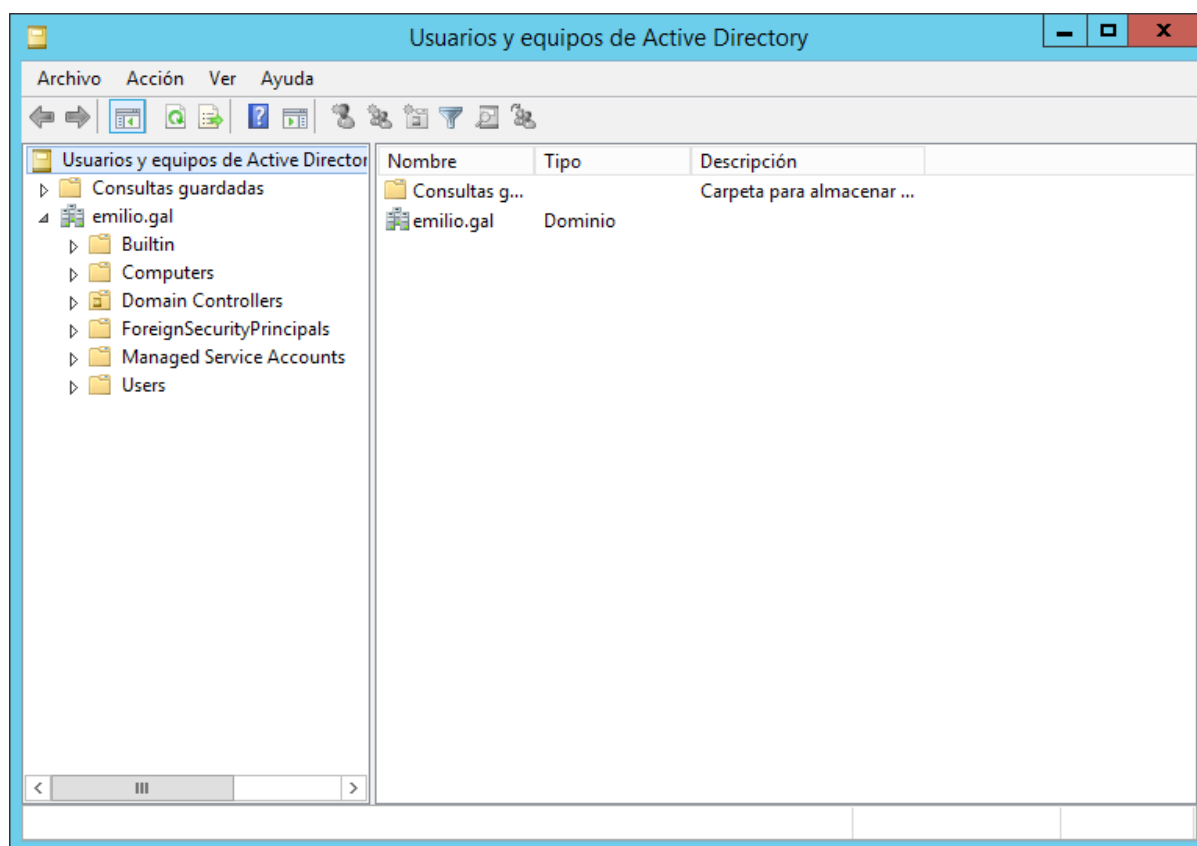 Usuarios y equipos de Active Directory
Archivo Acción Ver Ayuda
Usuarios y equipos de Active Director
Consultas guardadas
emilio.gal
Builtin
Computers
Domain Controllers
ForeignSecurityPrincipals
Managed Service Accounts
Users
Nombre Tipo Descripción
Consultas g... Carpeta para almacenar ...
emilio.gal Dominio